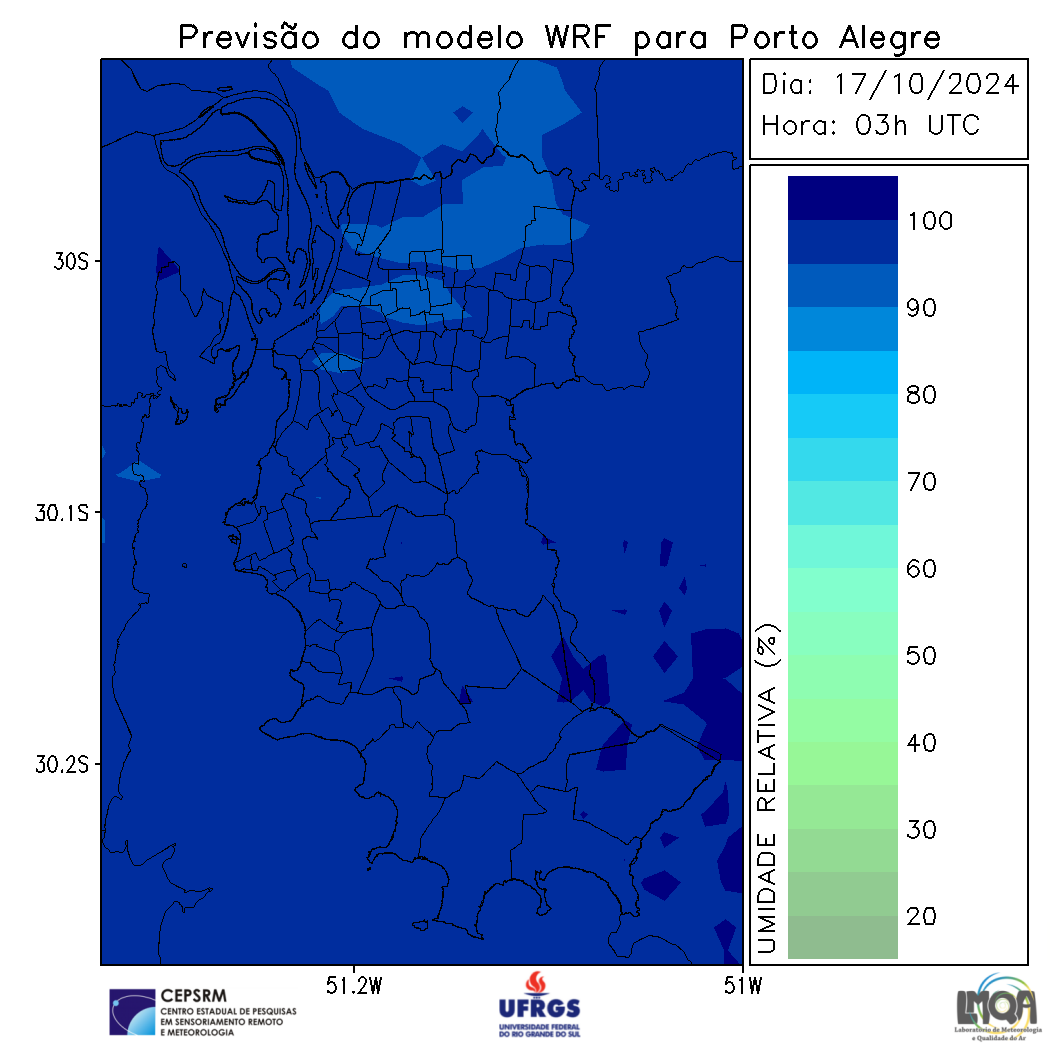 Previsão do modelo WRF para Porto Alegre
Dia: 17/10/2024
Hora: 03h UTC
30S
30.1S
30.2S
51.2W
51W
UMIDADE RELATIVA (%)
100
90
80
70
60
50
40
30
20
CEPSRM
CENTRO ESTADUAL DE PESQUISAS
EM SENSORIAMENTO REMOTO
E METEOROLOGIA
UFRGS
UNIVERSIDADE FEDERAL
DO RIO GRANDE DO SUL
LMQA
Laboratório de Meteorologia
e Qualidade do Ar